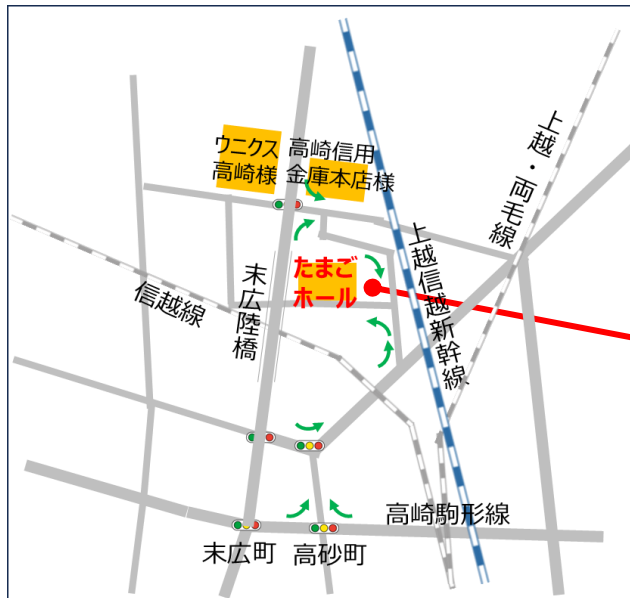 ウニクス
高崎様
高崎信用
金庫本店様
上越・両毛線
たまご
ホール
末広陸橋
信越線
上越信越新幹線
高崎駒形線
末広町
高砂町